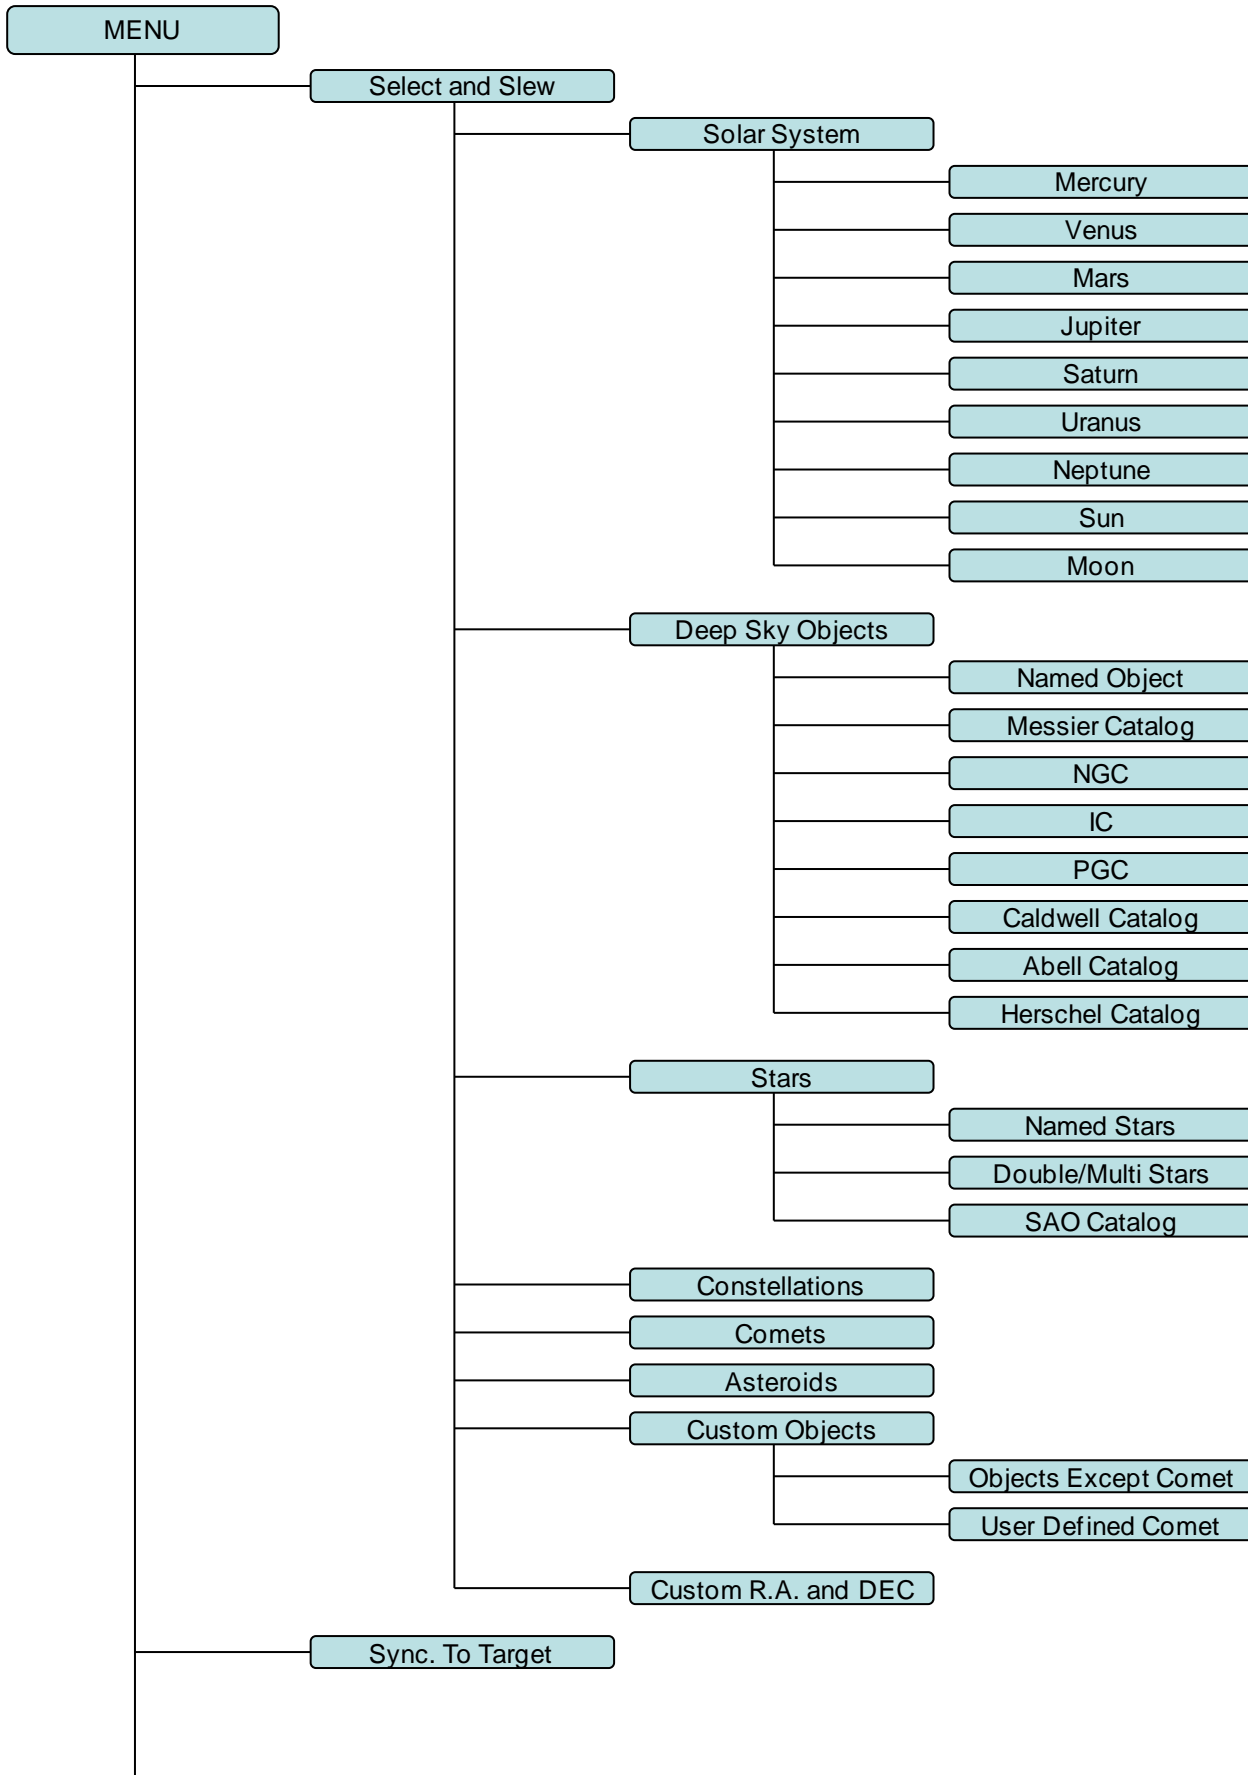 MENU
Select and Slew
Solar System
Mercury
Venus
Mars
Jupiter
Saturn
Uranus
Neptune
Sun
Moon
Deep Sky Objects
Named Object
Messier Catalog
NGC
IC
PGC
Caldwell Catalog
Abell Catalog
Herschel Catalog
Stars
Named Stars
Double/Multi Stars
SAO Catalog
Constellations
Comets
Asteroids
Custom Objects
Objects Except Comet
User Defined Comet
Custom R.A. and DEC
Sync. To Target